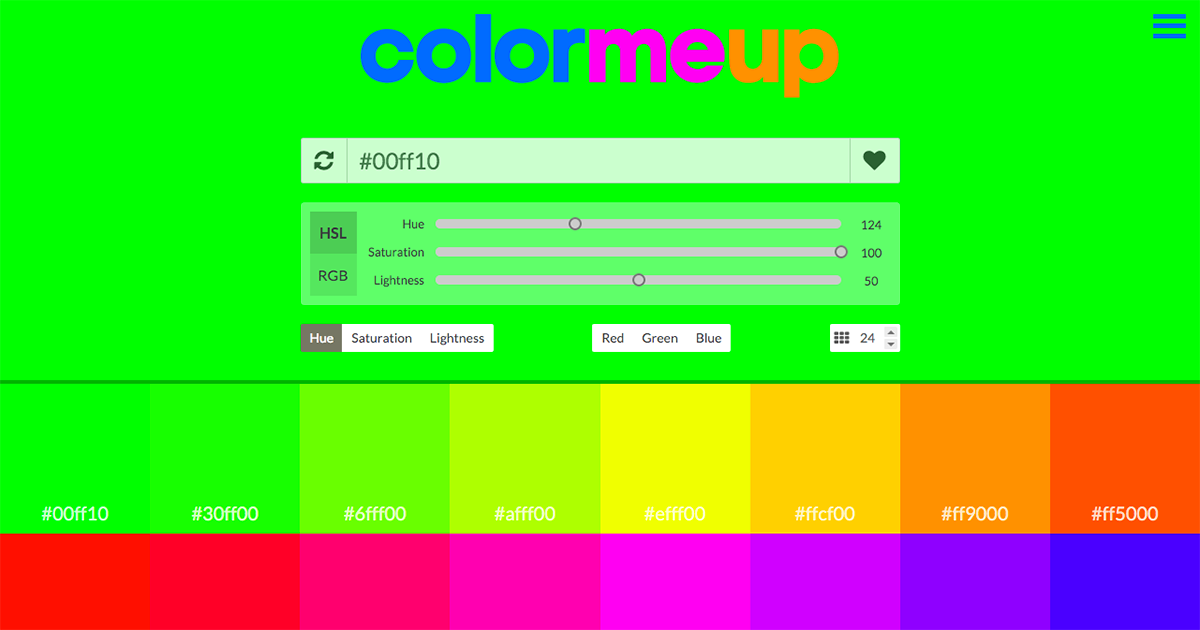 colormeup
#00ff10
HSL
RGB
Hue 124
Saturation 100
Lightness 50
Hue Saturation Lightness Red Green Blue 24
#00ff10 #30ff00 #6fff00 #afff00 #efff00 #ffcf00 #ff9000 #ff5000